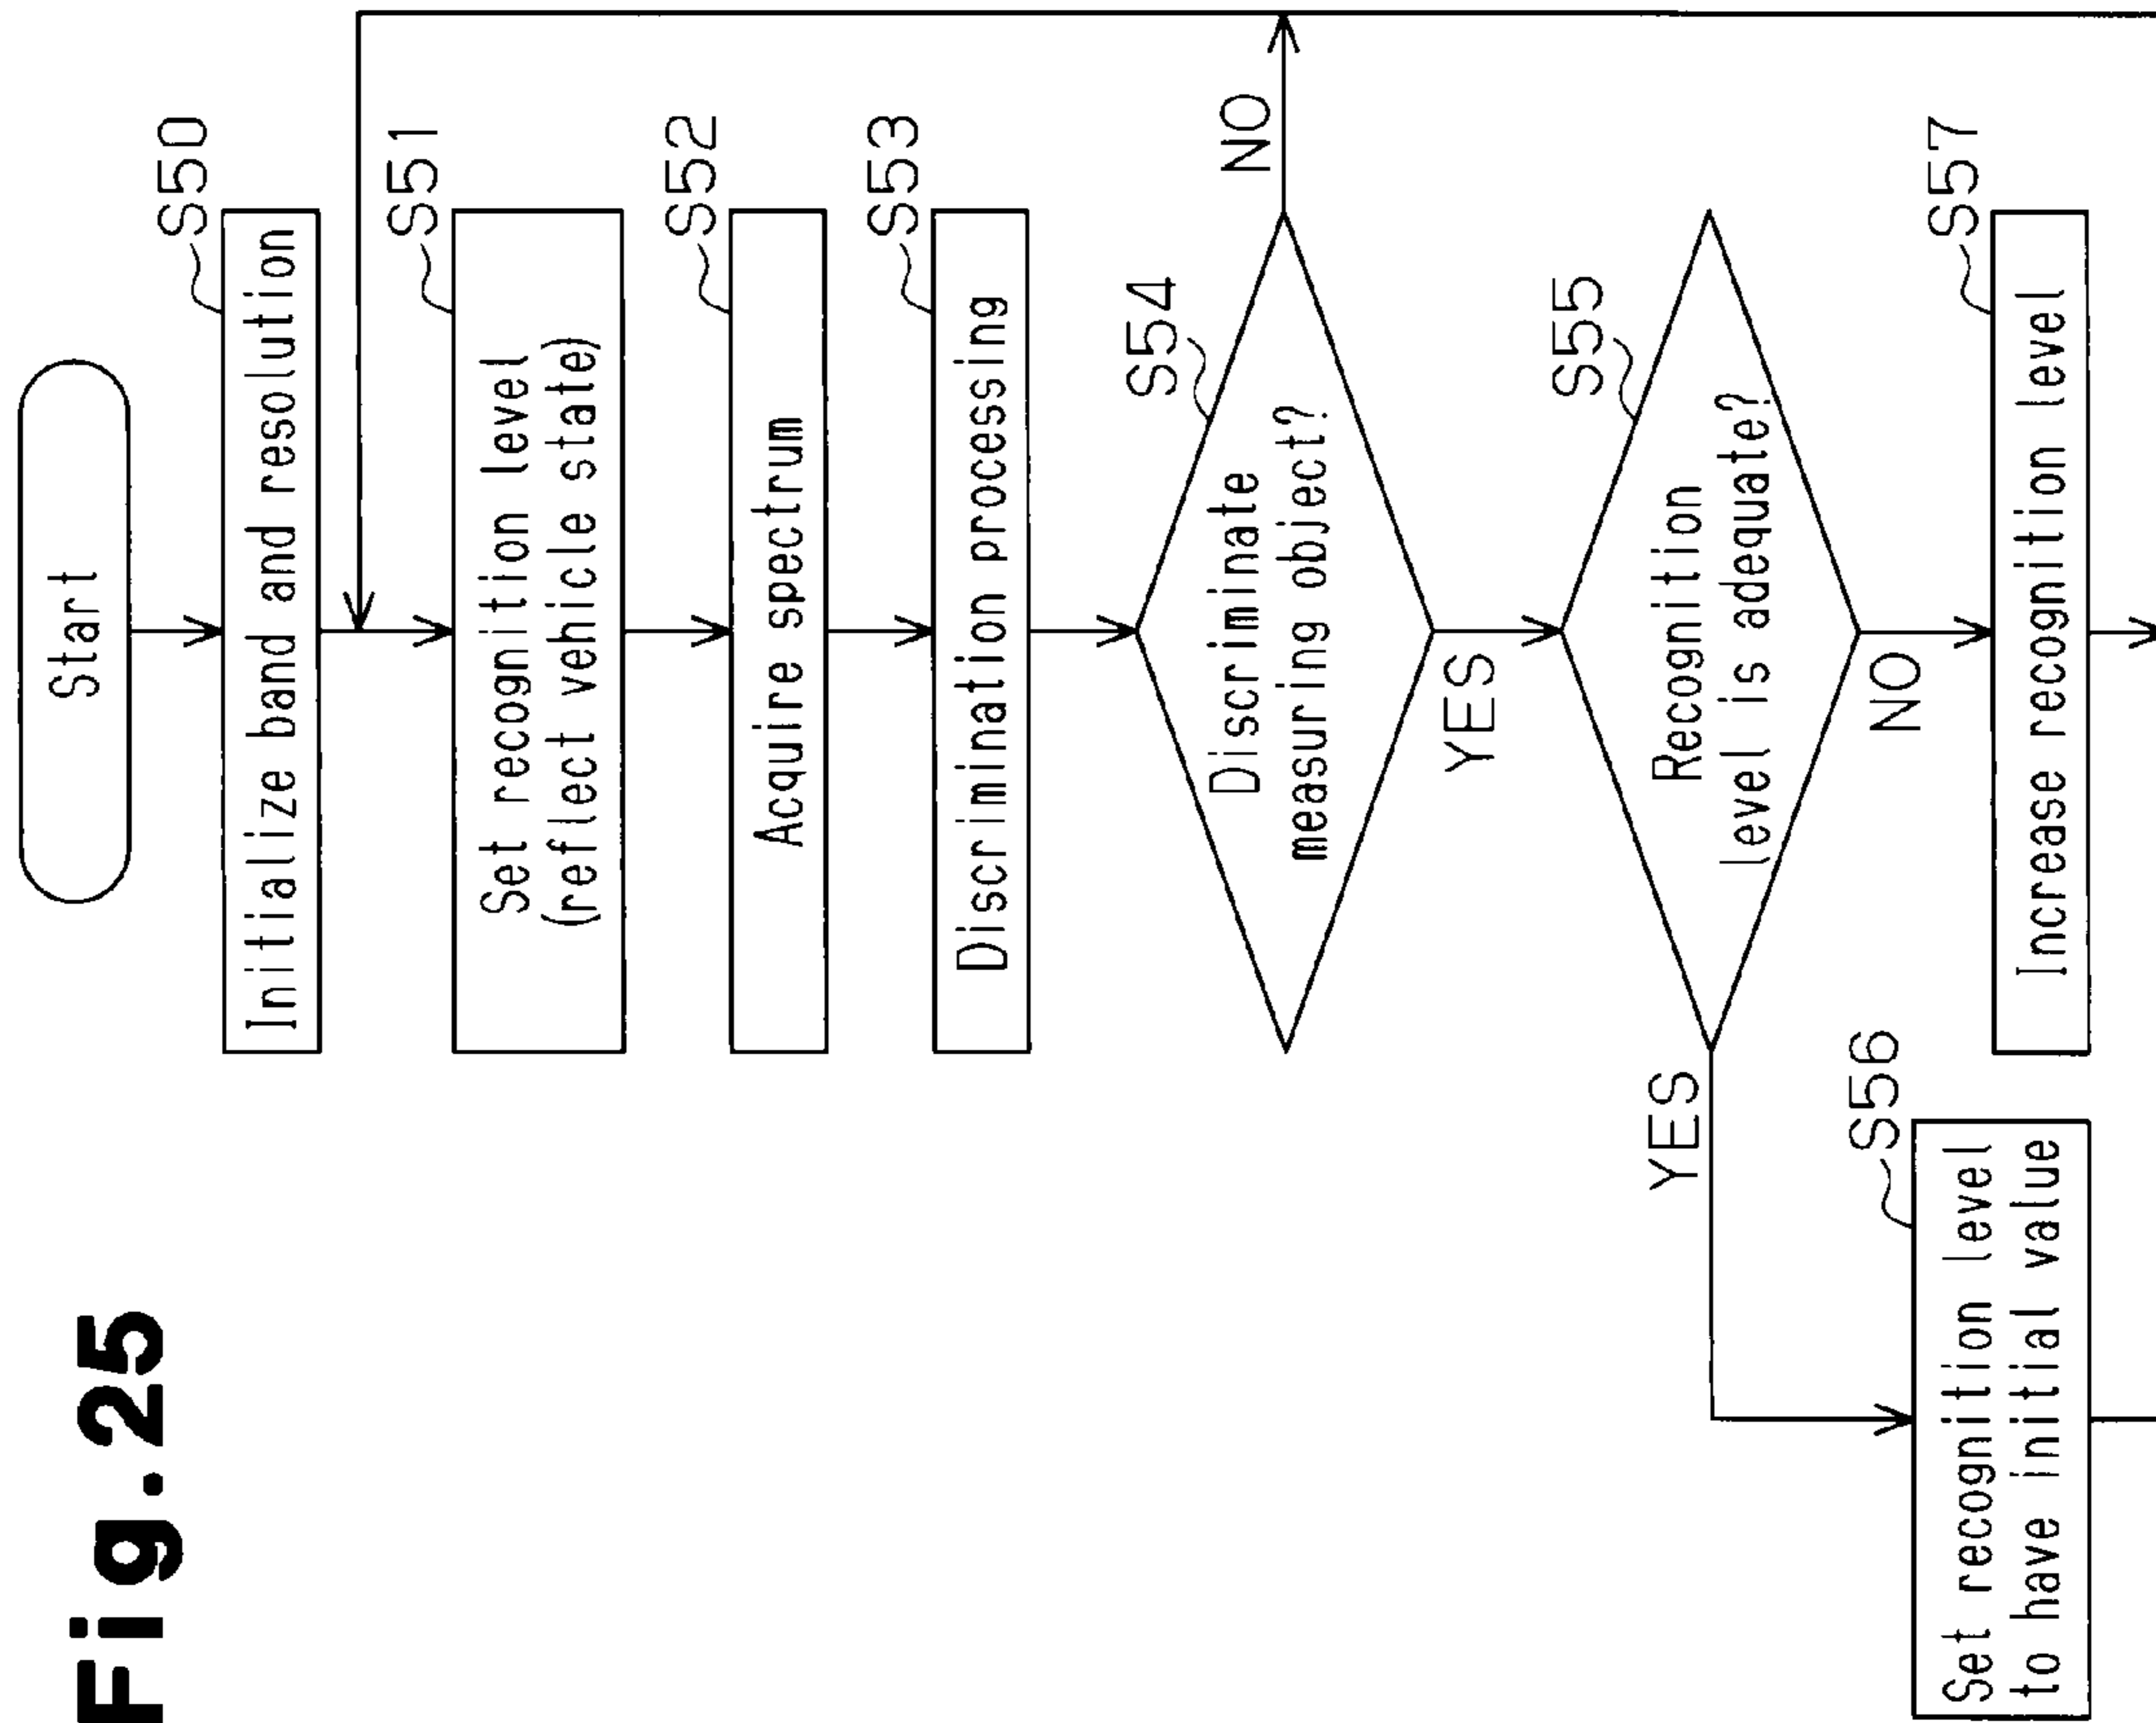 Fig.25
Start
S50
Initialize band and resolution
S51
Set recognition level
(reflect vehicle state)
S52
Acquire spectrum
S53
Discrimination processing
S54
Discriminate
measuring object?
NO
YES
S55
Recognition
level is adequate?
YES
NO
S56
Set recognition level
to have initial value
S57
Increase recognition level